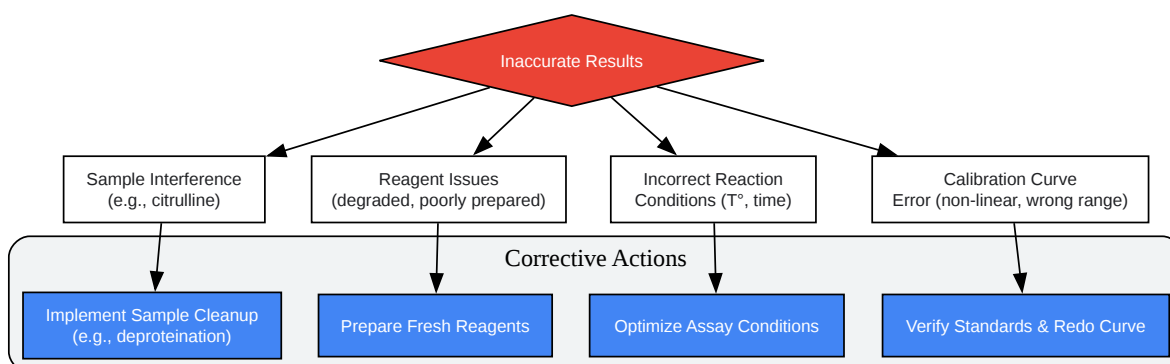 Inaccurate Results
Sample Interference
(e.g., citrulline)
Reagent Issues
(degraded, poorly prepared)
Incorrect Reaction
Conditions (T°, time)
Calibration Curve
Error (non-linear, wrong range)
Corrective Actions
Implement Sample Cleanup
(e.g., deproteination)
Prepare Fresh Reagents
Optimize Assay Conditions
Verify Standards & Redo Curve